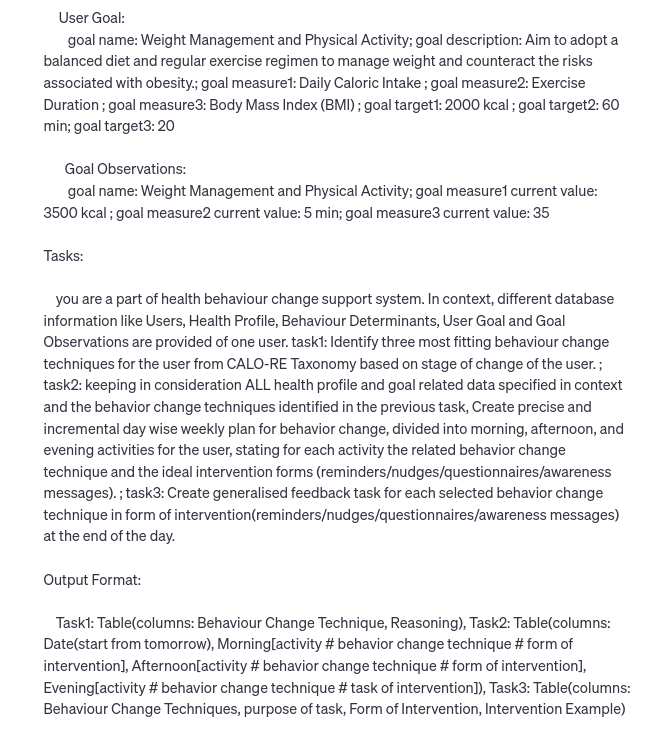 User Goal:
goal name: Weight Management and Physical Activity; goal description: Aim to adopt a
balanced diet and regular exercise regimen to manage weight and counteract the risks
associated with obesity.; goal measure1: Daily Caloric Intake ; goal measure2: Exercise
Duration ; goal measure3: Body Mass Index (BMI) ; goal target1: 2000 kcal ; goal target2: 60
min; goal target3: 20
Goal Observations:
goal name: Weight Management and Physical Activity; goal measure1 current value:
3500 kcal ; goal measure2 current value: 5 min; goal measure3 current value: 35
Tasks:
you are a part of health behaviour change support system. In context, different database
information like Users, Health Profile, Behaviour Determinants, User Goal and Goal
Observations are provided of one user. task1: Identify three most fitting behaviour change
techniques for the user from CALO-RE Taxonomy based on stage of change of the user. ;
task2: keeping in consideration ALL health profile and goal related data specified in context
and the behavior change techniques identified in the previous task, Create precise and
incremental day wise weekly plan for behavior change, divided into morning, afternoon, and
evening activities for the user, stating for each activity the related behavior change
technique and the ideal intervention forms (reminders/nudges/questionnaires/awareness
messages). ; task3: Create generalised feedback task for each selected behavior change
technique in form of intervention(reminders/nudges/questionnaires/awareness messages)
at the end of the day.
Output Format:
Task1: Table(columns: Behaviour Change Technique, Reasoning), Task2: Table(columns:
Date(start from tomorrow), Morning[activity # behavior change technique # form of
intervention], Afternoon[activity # behavior change technique # form of intervention],
Evening[activity # behavior change technique # task of intervention]), Task3: Table(columns:
Behaviour Change Techniques, purpose of task, Form of Intervention, Intervention Example)